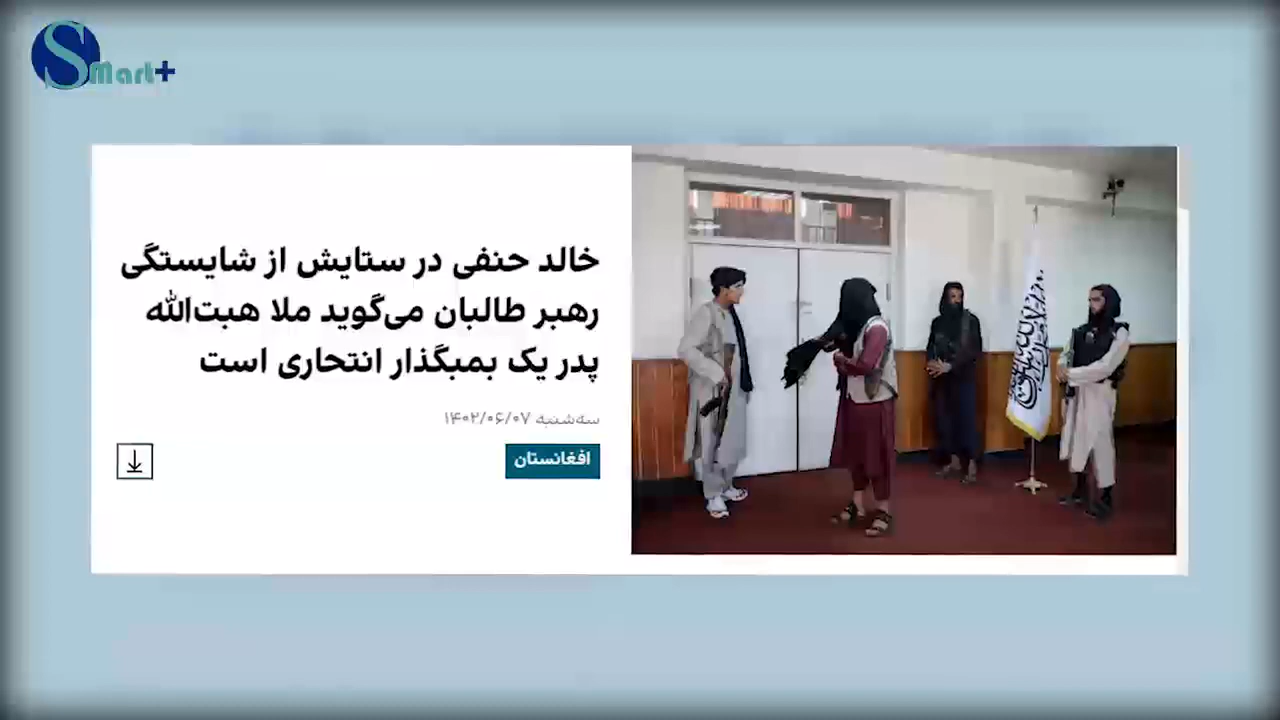 SMart+
خالد حنفی در ستایش از شایستگی
رهبر طالبان می‌گوید ملا هبت‌الله
پدر یک بمبگذار انتحاری است
سه‌شنبه ۱۴۰۲/۰۶/۰۷
افغانستان